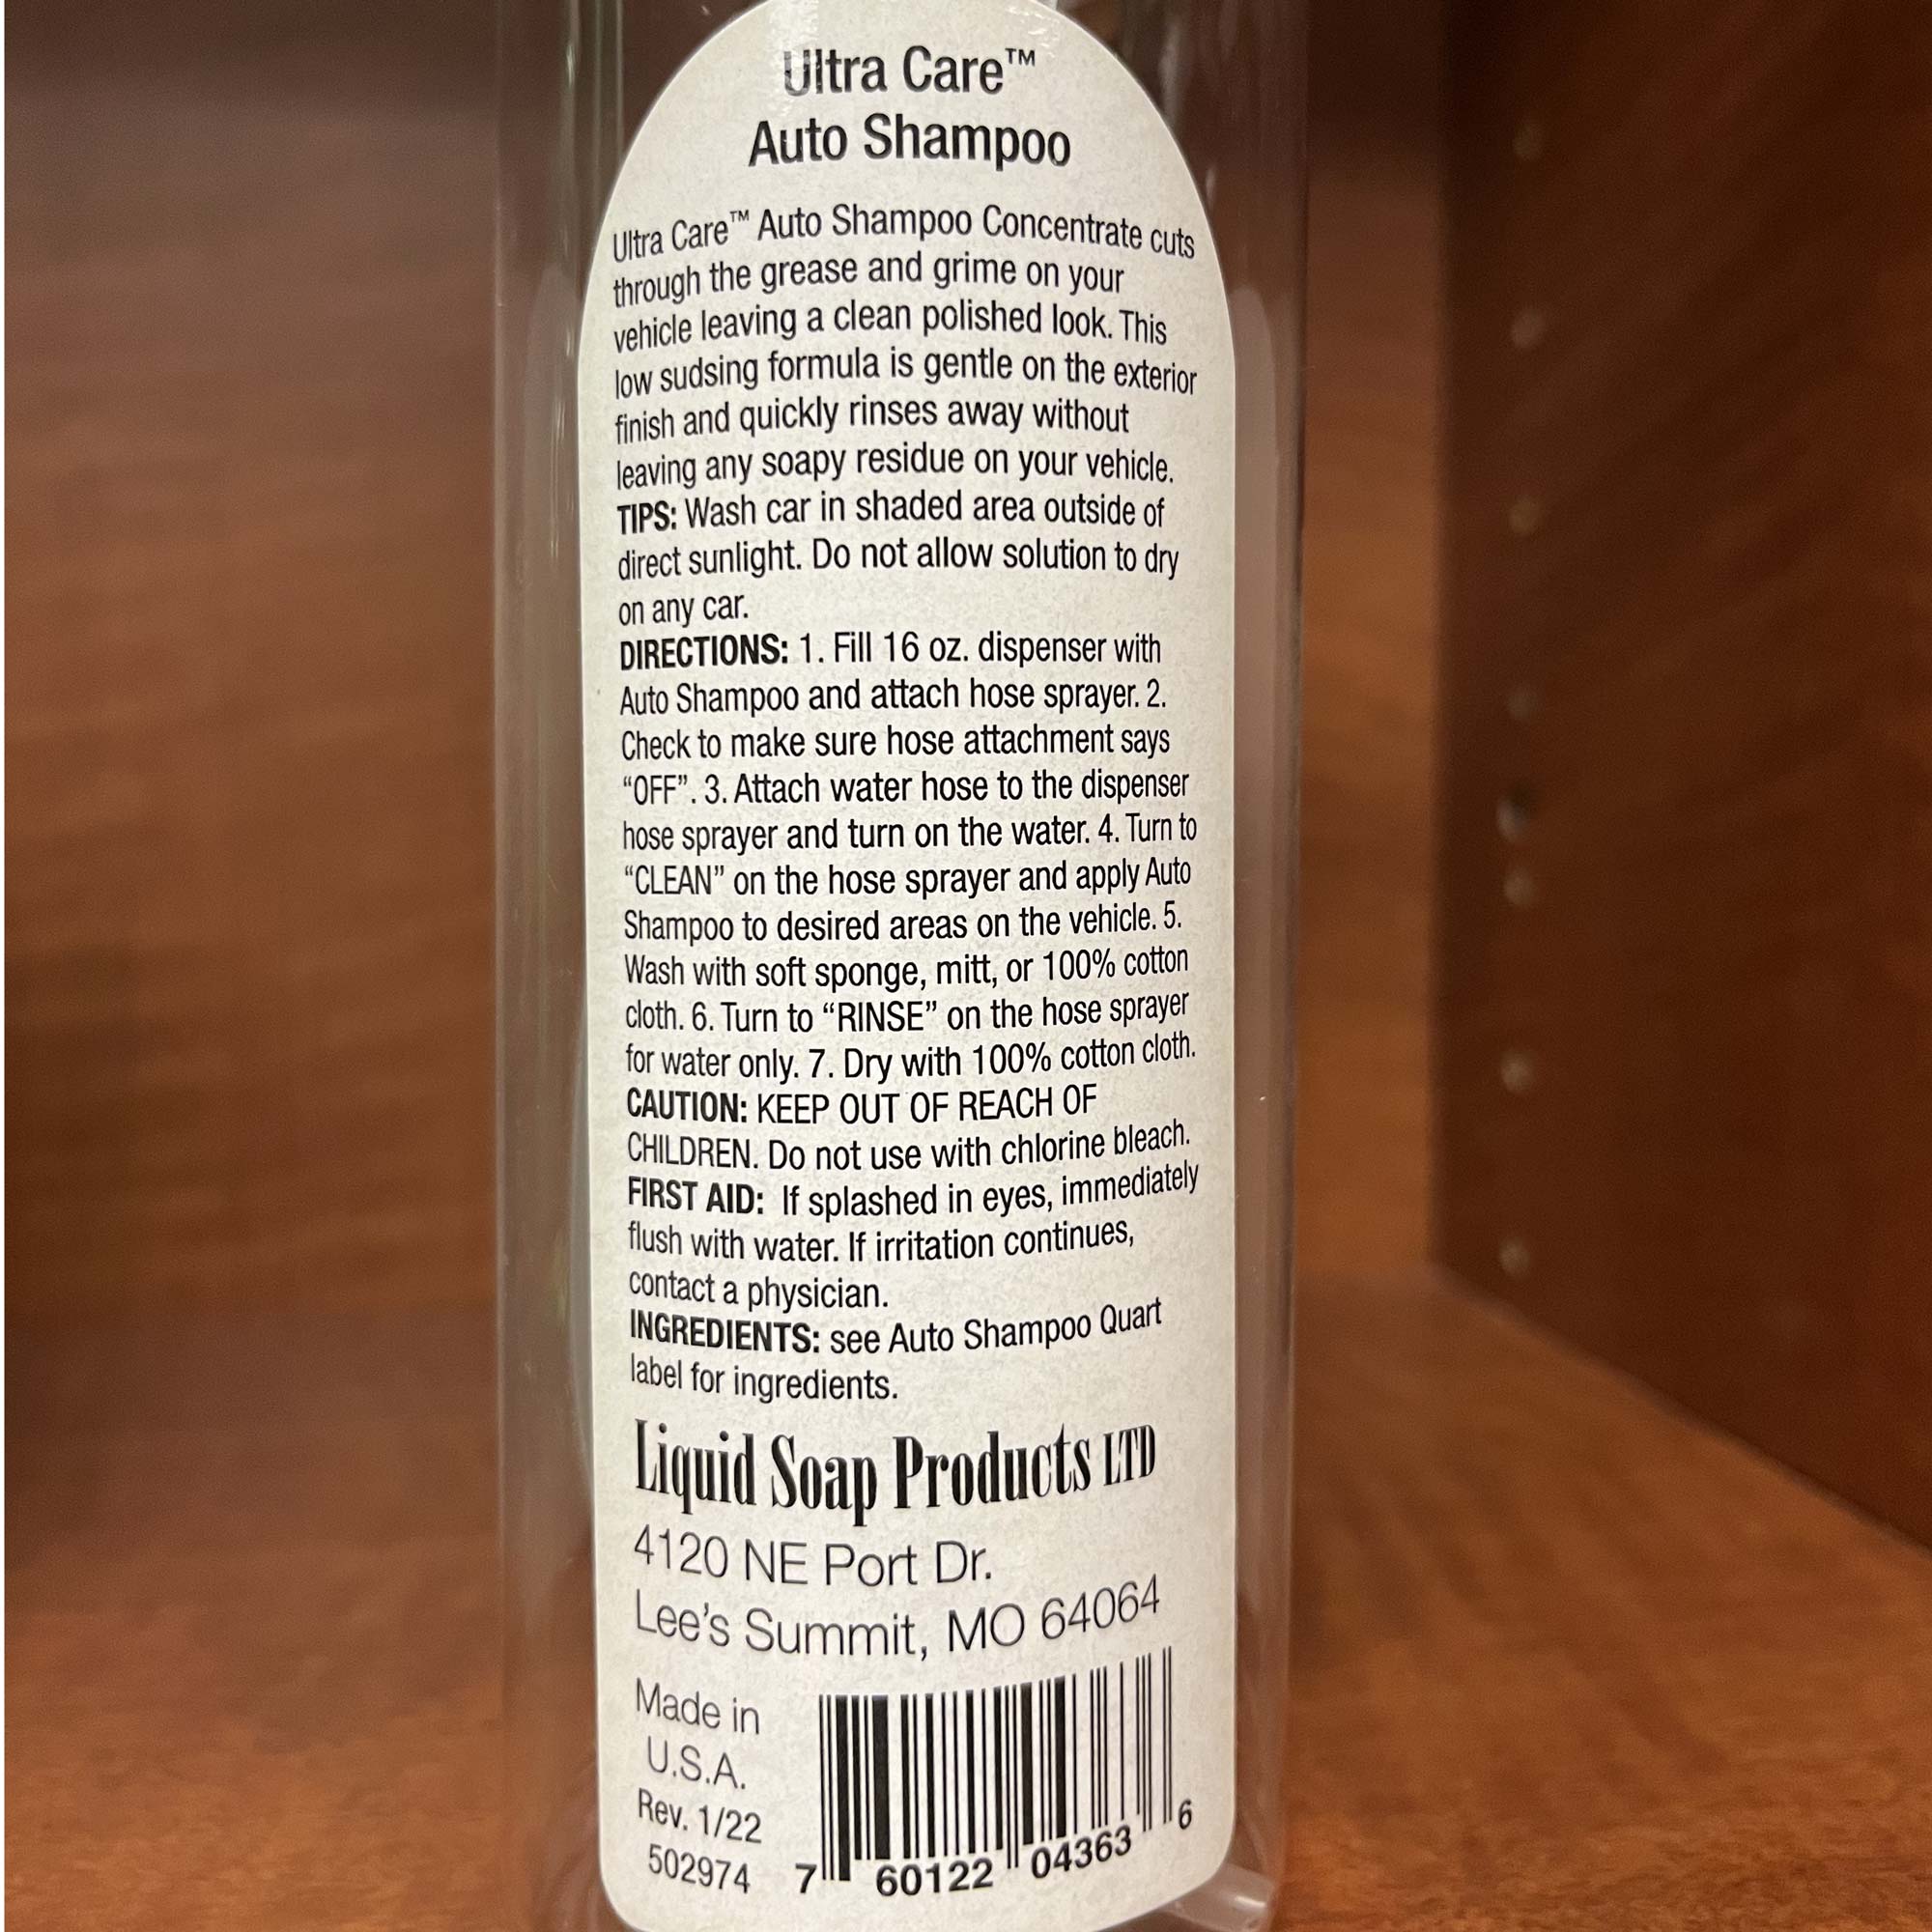 Ultra Care™
Auto Shampoo
Ultra Care™ Auto Shampoo Concentrate cuts
through the grease and grime on your
vehicle leaving a clean polished look. This
low sudsing formula is gentle on the exterior
finish and quickly rinses away without
leaving any soapy residue on your vehicle.
TIPS: Wash car in shaded area outside of
direct sunlight. Do not allow solution to dry
on any car.
DIRECTIONS: 1. Fill 16 oz. dispenser with
Auto Shampoo and attach hose sprayer. 2.
Check to make sure hose attachment says
“OFF”. 3. Attach water hose to the dispenser
hose sprayer and turn on the water. 4. Turn to
“CLEAN” on the hose sprayer and apply Auto
Shampoo to desired areas on the vehicle. 5.
Wash with soft sponge, mitt, or 100% cotton
cloth. 6. Turn to “RINSE” on the hose sprayer
for water only. 7. Dry with 100% cotton cloth.
CAUTION: KEEP OUT OF REACH OF
CHILDREN. Do not use with chlorine bleach.
FIRST AID: If splashed in eyes, immediately
flush with water. If irritation continues,
contact a physician.
INGREDIENTS: see Auto Shampoo Quart
label for ingredients.
Liquid Soap Products LTD
4120 NE Port Dr.
Lee's Summit, MO 64064
Made in
U.S.A.
Rev. 1/22
502974
7 60122 04363 6